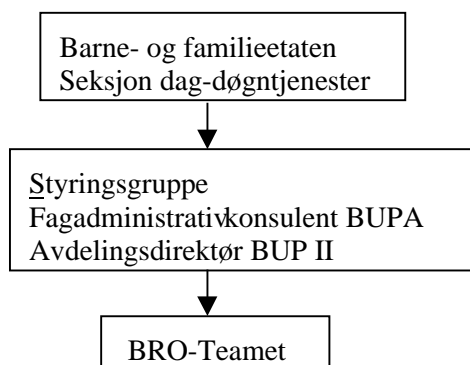 Barne- og familieetaten
Seksjon dag-døgntjenester
Styringsgruppe
Fagadministrativkonsulent BUPA
Avdelingsdirektør BUP II
BRO-Teamet